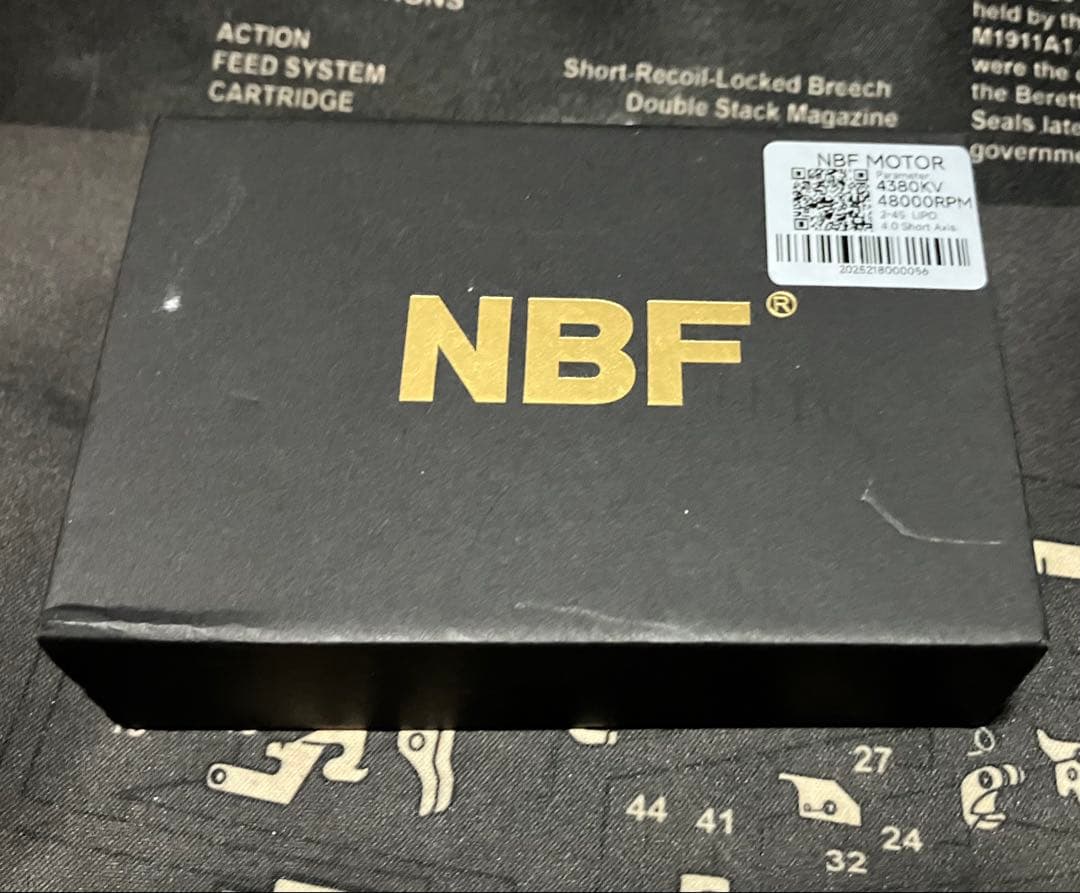 ONS
ACTION
FEED SYSTEM
CARTRIDGE
Short-Recoil-Locked Breech
Double Stack Magazine
held by th
M1911A1
were the
the Berett
Seals late
governme
NBF MOTOR
Parameter
4380KV
48000RPM
2-4S LIPO
4.0 Short Axis
2025218000056
NBF®
27
44 41
24
32